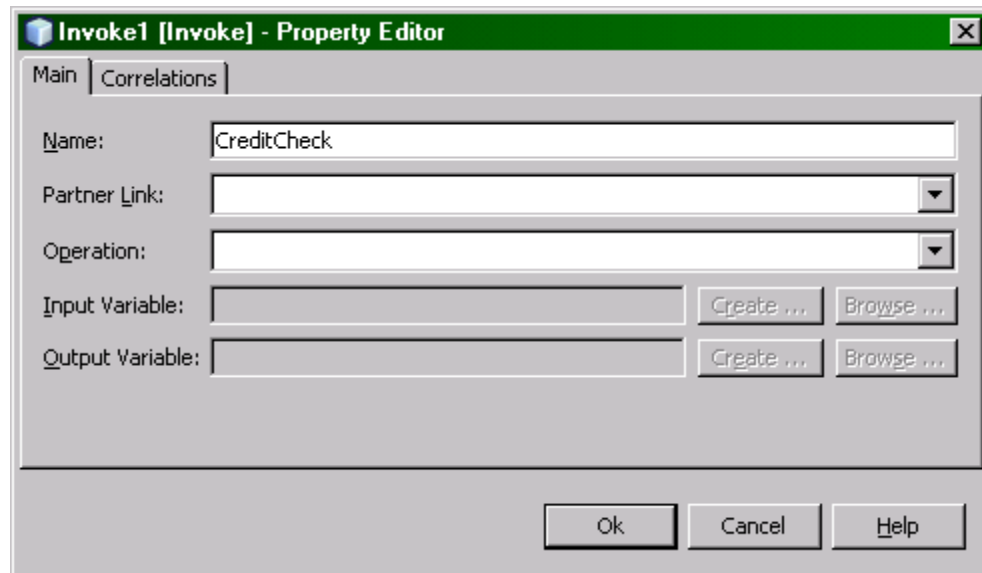 Invoke1 [Invoke] - Property Editor
Main Correlations
Name: CreditCheck
Partner Link:
Operation:
Input Variable: Create ... Browse ...
Output Variable: Create ... Browse ...
Ok Cancel Help